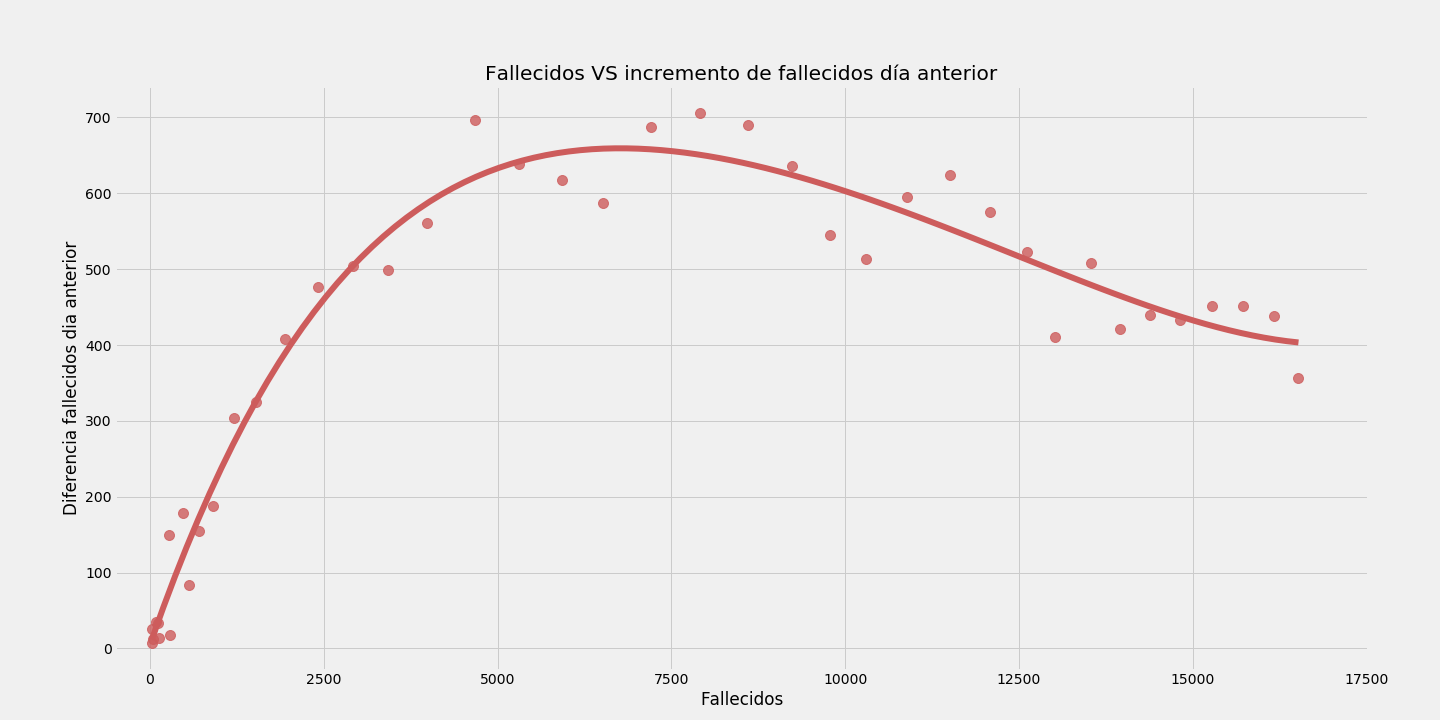 Fallecidos VS incremento de fallecidos día anterior
Diferencia fallecidos dia anterior
700
600
500
400
300
200
100
0
0 2500 5000 7500 10000 12500 15000 17500
Fallecidos